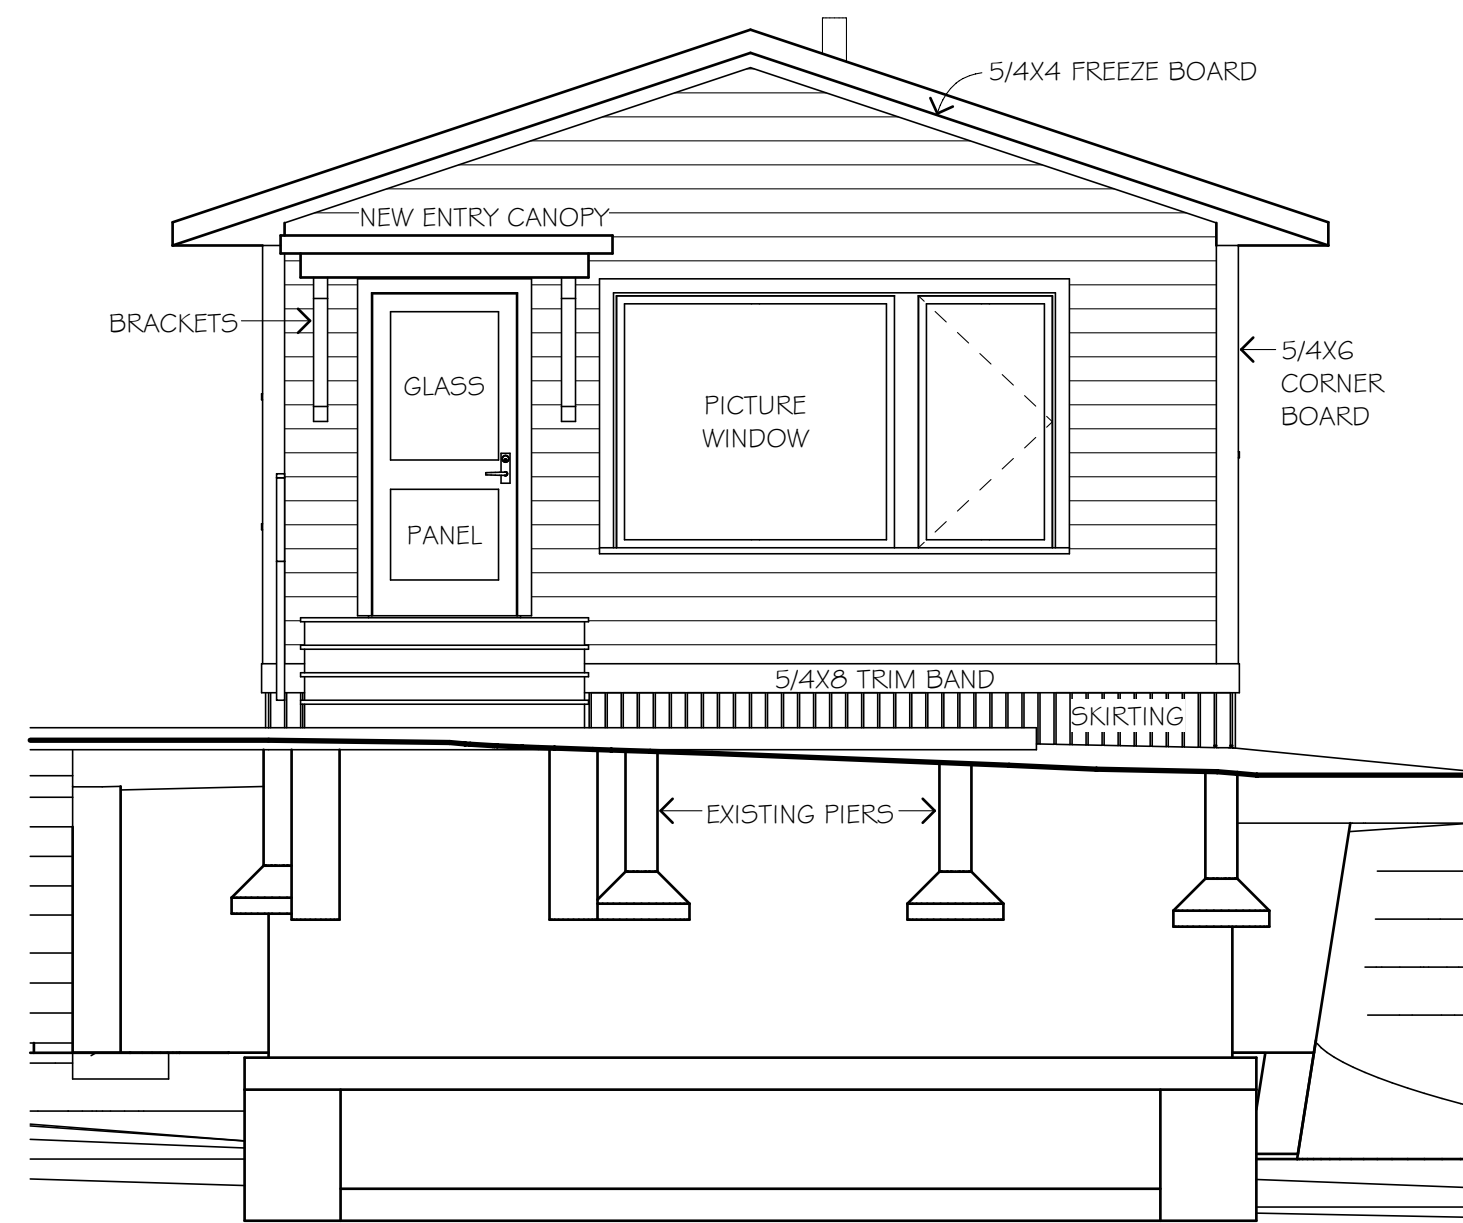 5/4X4 FREEZE BOARD
NEW ENTRY CANOPY
BRACKETS
GLASS
PICTURE
WINDOW
5/4X6
CORNER
BOARD
PANEL
5/4X8 TRIM BAND
SKIRTING
EXISTING PIERS